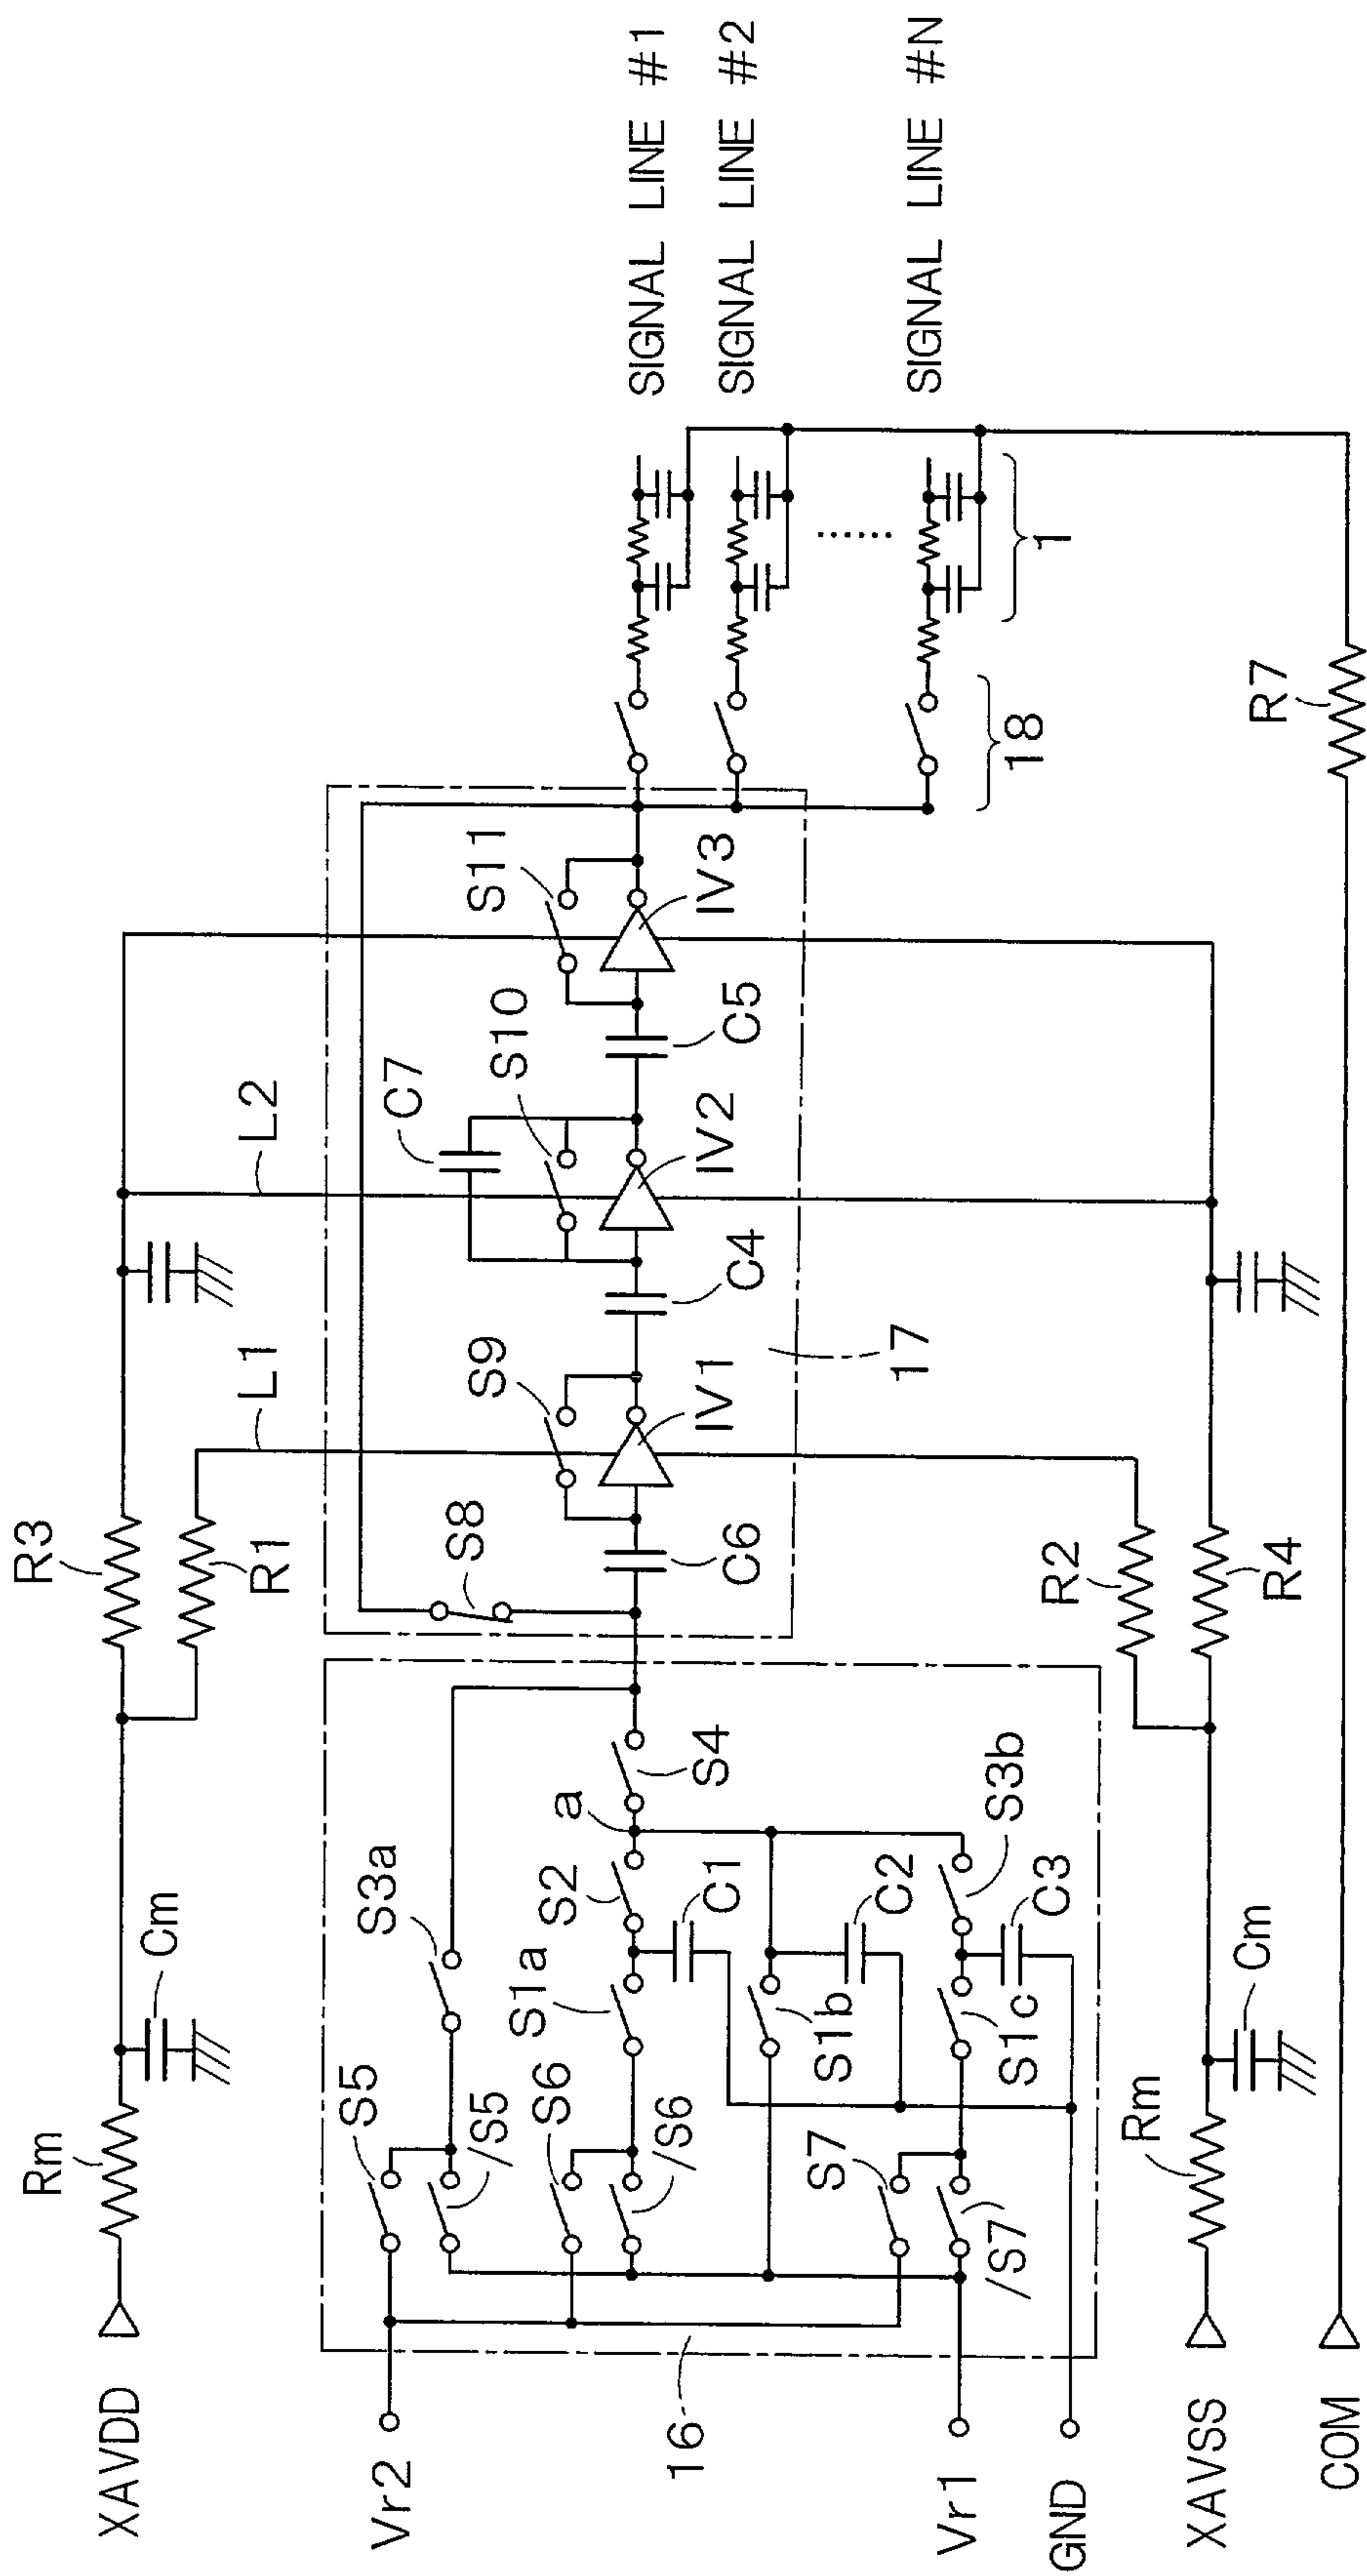 XAVDD
Rm
Cm
R3
R1
L1
L2
Vr2
S5
/S5
S3a
S6
/S6
S1a
S2
C1
a
S4
S1b
C2
S7
/S7
S1c
C3
S3b
16
Vr1
GND
S8
C6
S9
IV1
C4
C7
S10
IV2
C5
S11
IV3
17
18
1
SIGNAL LINE #1
SIGNAL LINE #2
SIGNAL LINE #N
XAVSS
Rm
Cm
R2
R4
COM
R7